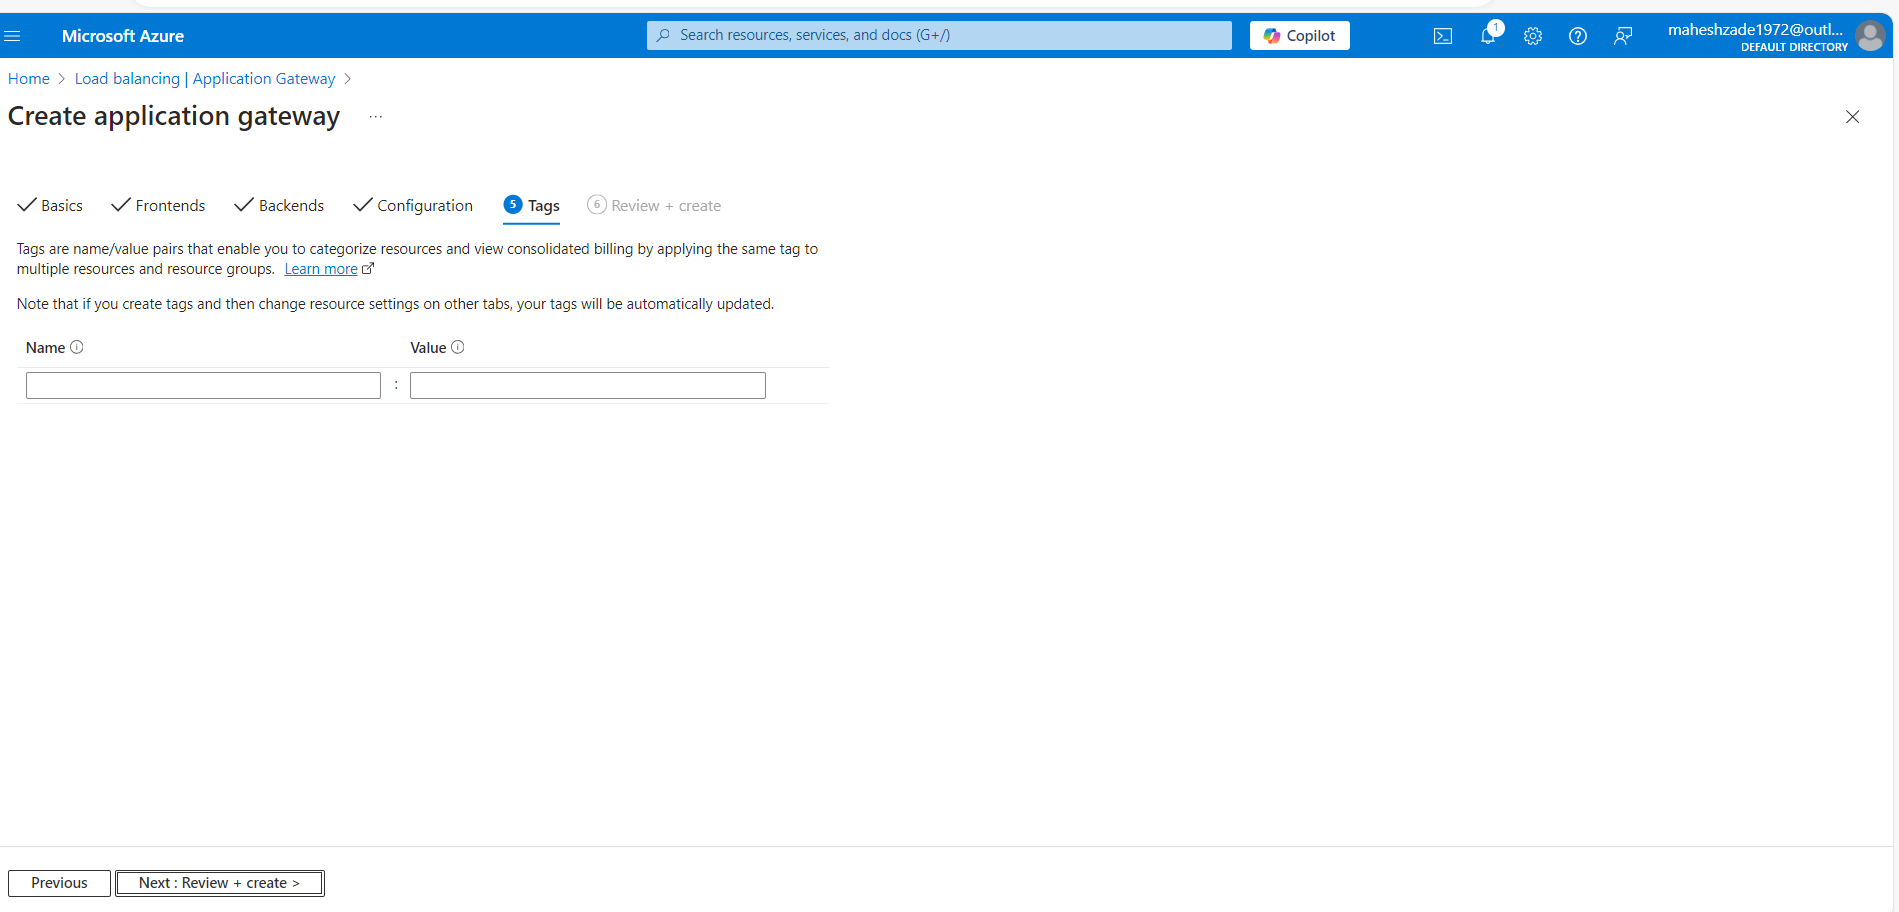 Microsoft Azure
Search resources, services, and docs (G+/)
Copilot
1
maheshzade1972@outl...
DEFAULT DIRECTORY
Home > Load balancing | Application Gateway >
Create application gateway ...
Basics
Frontends
Backends
Configuration
5 Tags
6 Review + create
Tags are name/value pairs that enable you to categorize resources and view consolidated billing by applying the same tag to
multiple resources and resource groups. Learn more
Note that if you create tags and then change resource settings on other tabs, your tags will be automatically updated.
Name
Value
:
Previous
Next : Review + create >